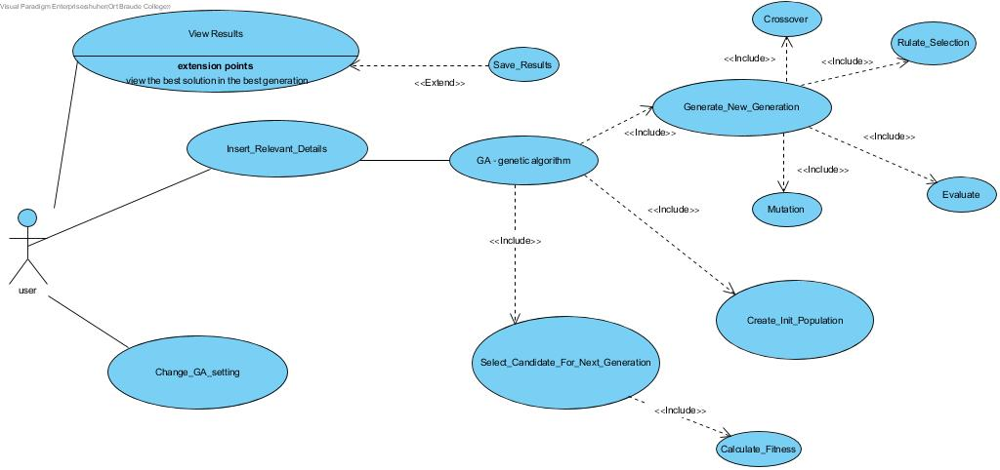 Visual Paradigm Enterprise(shuher(Ort Braude College))
Crossover
View Results
Rulate_Selection
<<Include>>
<<Include>>
extension points
Save_Results
view the best solution in the best generation
<<Extend>>
Generate_New_Generation
<<Include>>
<<Include>>
Insert_Relevant_Details
GA - genetic algorithm
<<Include>>
Evaluate
<<Include>>
Mutation
<<Include>>
user
Create_Init_Population
Select_Candidate_For_Next_Generation
Change_GA_setting
<<Include>>
Calculate_Fitness